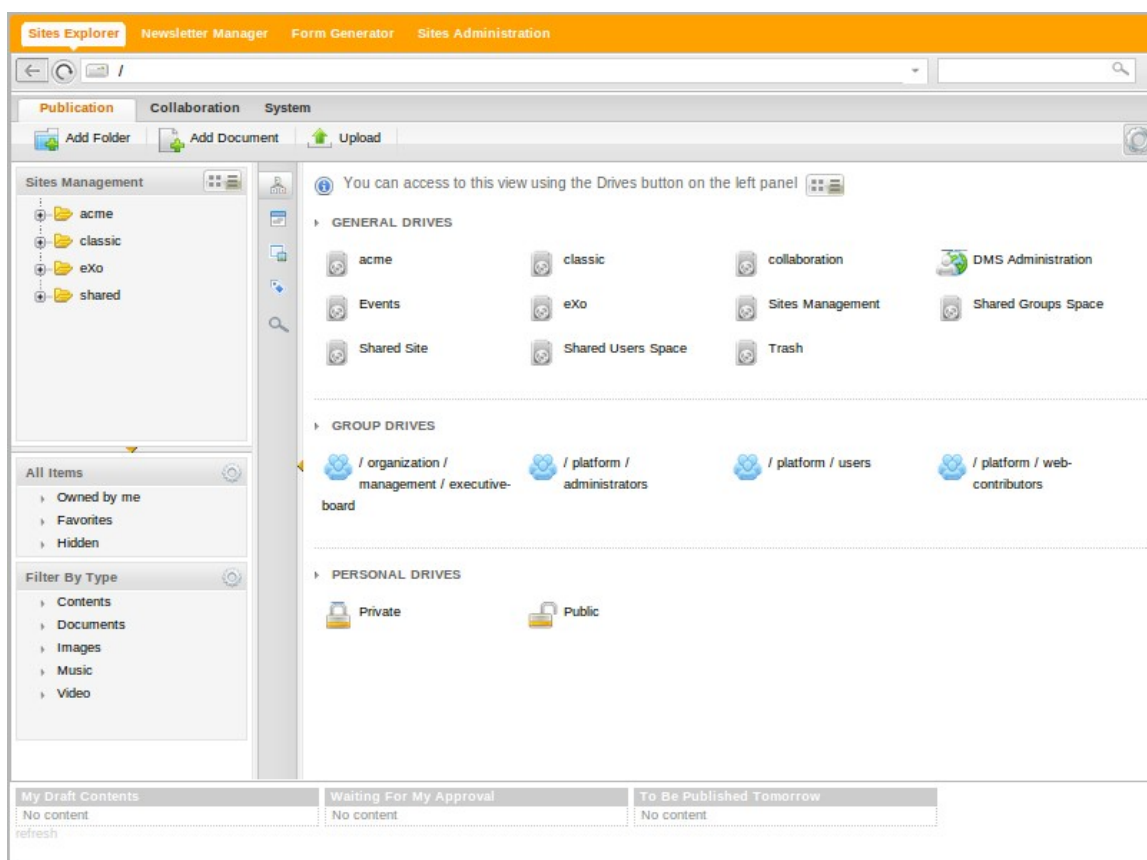 Sites Explorer Newsletter Manager Form Generator Sites Administration
/
Publication Collaboration System
Add Folder Add Document Upload
Sites Management
acme
classic
eXo
shared
All Items
Owned by me
Favorites
Hidden
Filter By Type
Contents
Documents
Images
Music
Video
You can access to this view using the Drives button on the left panel
GENERAL DRIVES
acme classic collaboration DMS Administration
Events eXo Sites Management Shared Groups Space
Shared Site Shared Users Space Trash
GROUP DRIVES
/ organization / / platform / / platform / users / platform / web-
management / executive- administrators contributors
board
PERSONAL DRIVES
Private Public
My Draft Contents Waiting For My Approval To Be Published Tomorrow
No content No content No content
refresh